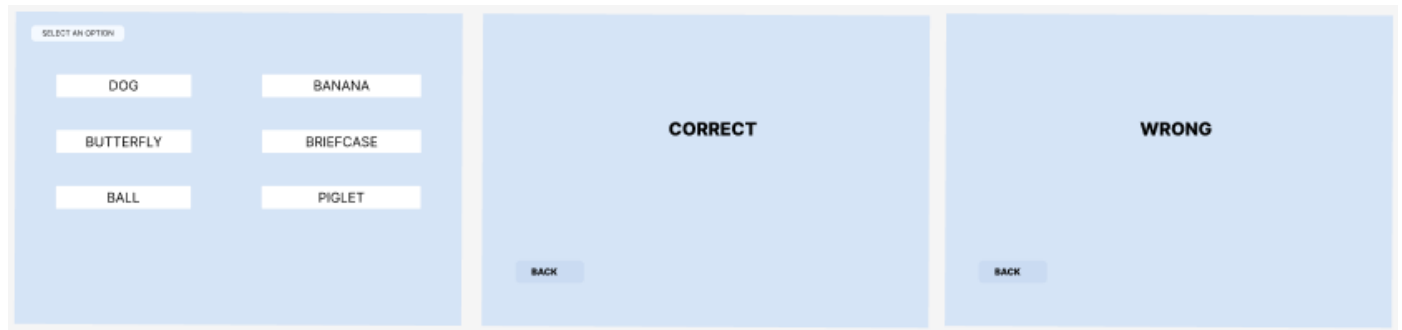 SELECT AN OPTION
DOG
BANANA
BUTTERFLY
BRIEFCASE
BALL
PIGLET
CORRECT
BACK
WRONG
BACK